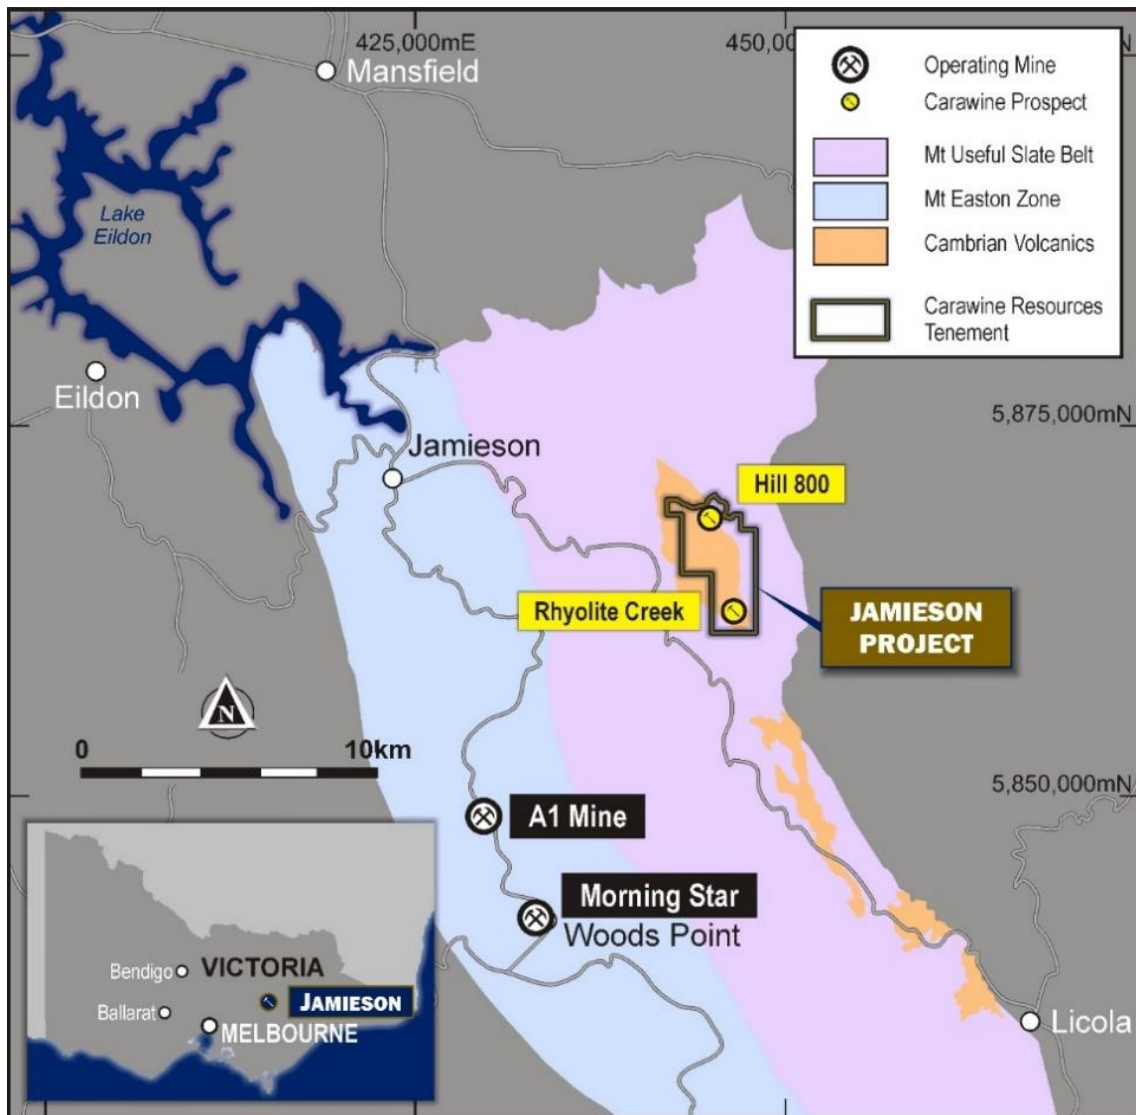 425,000mE
450,00
Mansfield
Operating Mine
Carawine Prospect
Mt Useful Slate Belt
Mt Easton Zone
Cambrian Volcanics
Carawine Resources
Tenement
Lake
Eildon
Eildon
5,875,000mN
Jamieson
Hill 800
Rhyolite Creek
JAMIESON
PROJECT
N
0 10km
5,850,000mN
A1 Mine
Morning Star
Woods Point
Bendigo
VICTORIA
JAMIESON
Ballarat
MELBOURNE
Licola